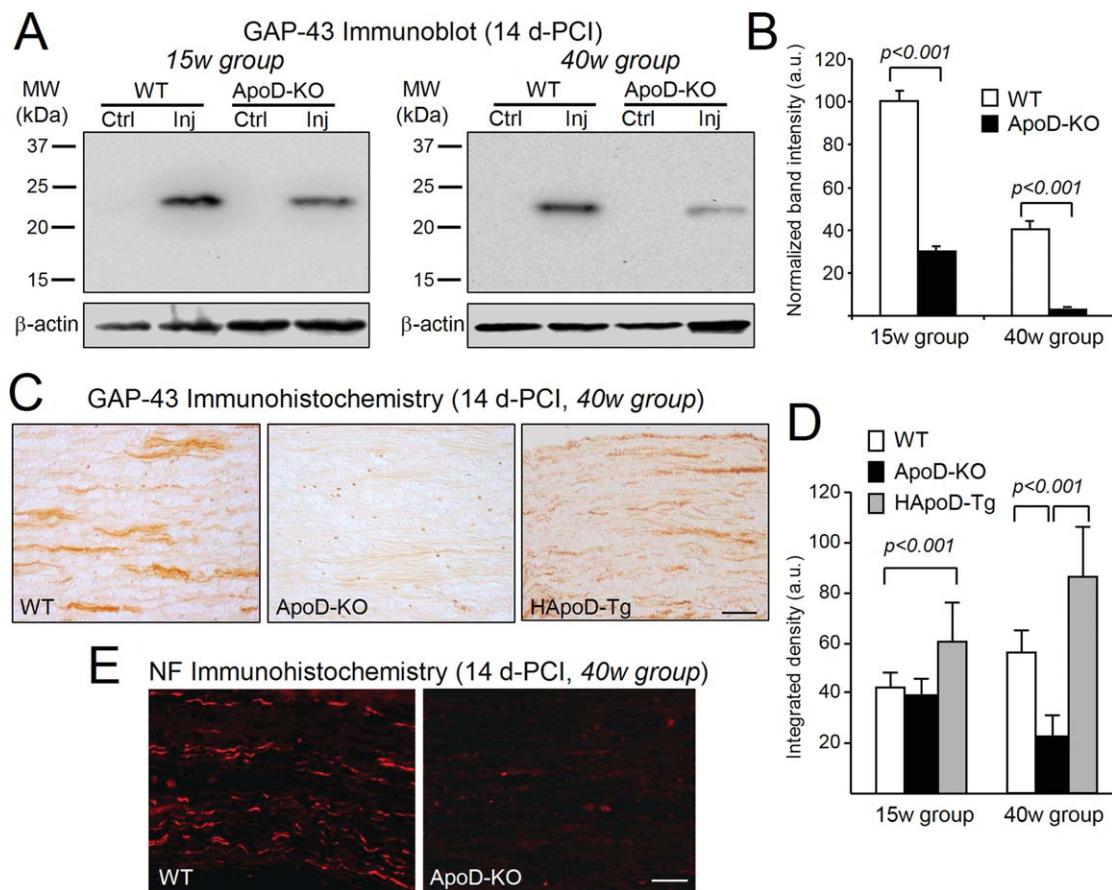 A
GAP-43 Immunoblot (14 d-PCI)
15w group
40w group
MW
(kDa)
WT
ApoD-KO
Ctrl
Inj
Ctrl
Inj
37
25
20
15
β-actin
MW
(kDa)
WT
ApoD-KO
Ctrl
Inj
Ctrl
Inj
37
25
20
15
β-actin
B
Normalized band intensity (a.u.)
120
100
80
60
40
20
p<0.001
WT
ApoD-KO
p<0.001
15w group
40w group
C
GAP-43 Immunohistochemistry (14 d-PCI, 40w group)
WT
ApoD-KO
HApoD-Tg
D
WT
ApoD-KO
HApoD-Tg
Integrated density (a.u.)
120
100
80
60
40
20
p<0.001
p<0.001
15w group
40w group
E
NF Immunohistochemistry (14 d-PCI, 40w group)
WT
ApoD-KO